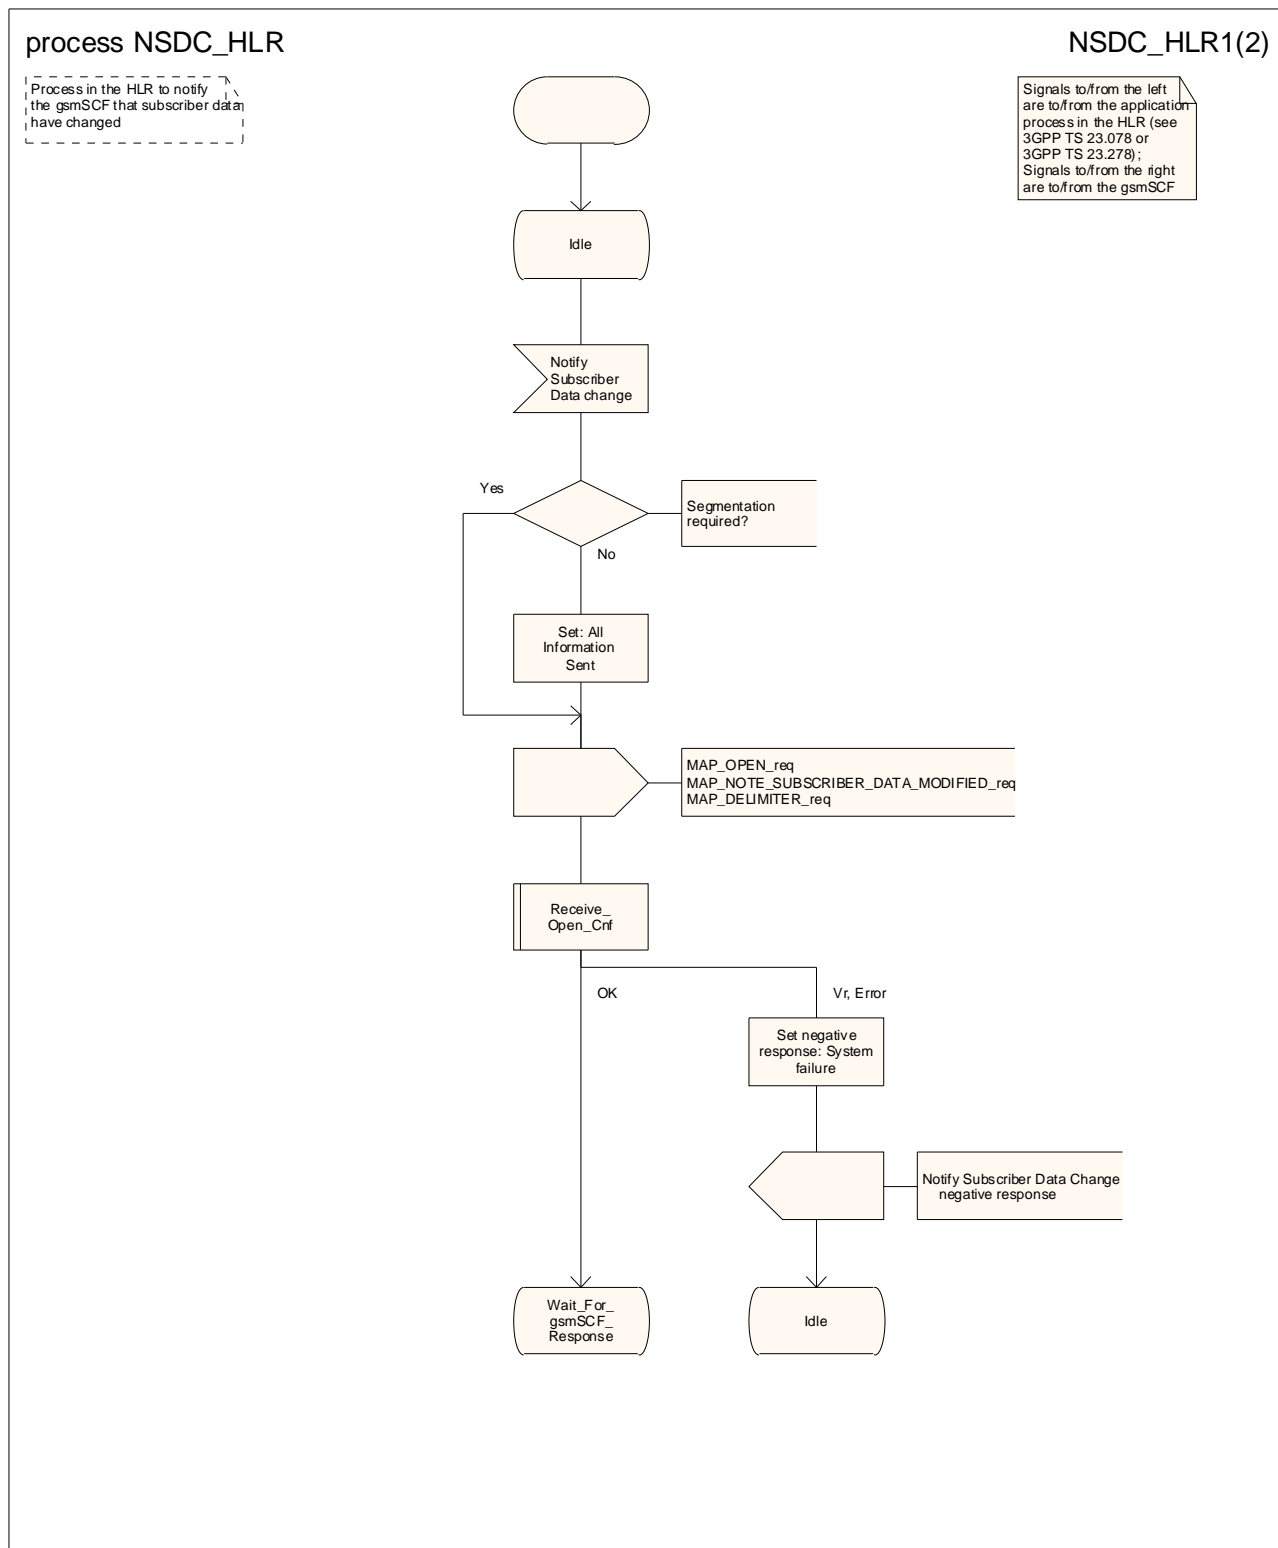 process NSDC_HLR
NSDC_HLR1(2)
Process in the HLR to notify
the gsmSCF that subscriber data
have changed
Signals to/from the left
are to/from the application
process in the HLR (see
3GPP TS 23.078 or
3GPP TS 23.278);
Signals to/from the right
are to/from the gsmSCF
Idle
Notify
Subscriber
Data change
Yes
Segmentation
required?
No
Set: All
Information
Sent
MAP_OPEN_req
MAP_NOTE_SUBSCRIBER_DATA_MODIFIED_req
MAP_DELIMITER_req
Receive_
Open_Cnf
OK
Vr, Error
Set negative
response: System
failure
Notify Subscriber Data Change
negative response
Wait_For_
gsmSCF_
Response
Idle